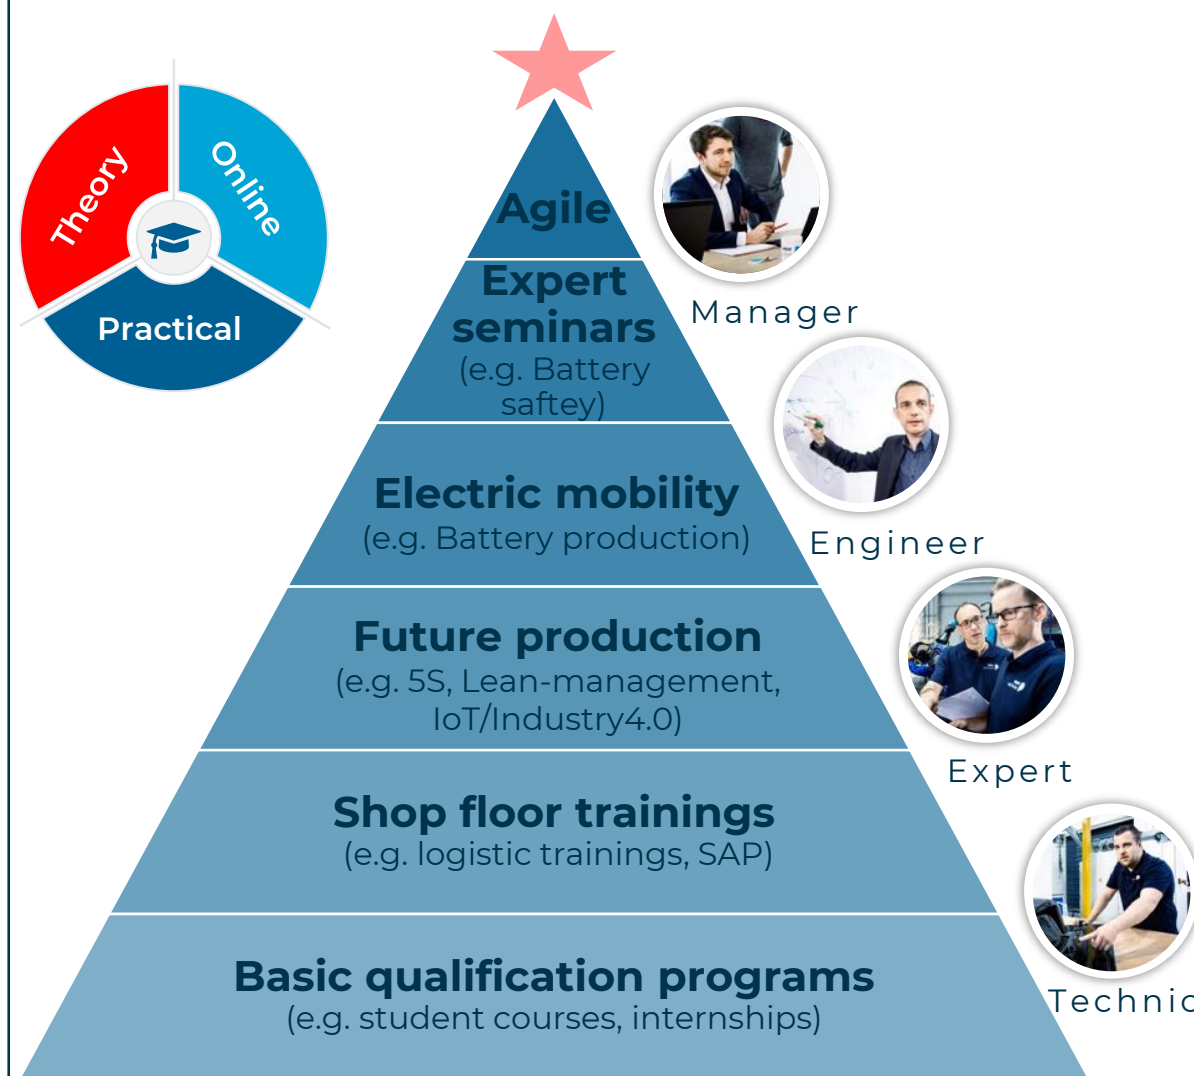 Theory
Online
Practical
Agile
Expert
seminars
(e.g. Battery
saftey)
Manager
Electric mobility
(e.g. Battery production)
Engineer
Future production
(e.g. 5S, Lean-management,
IoT/Industry4.0)
Expert
Shop floor trainings
(e.g. logistic trainings, SAP)
Basic qualification programs
(e.g. student courses, internships)